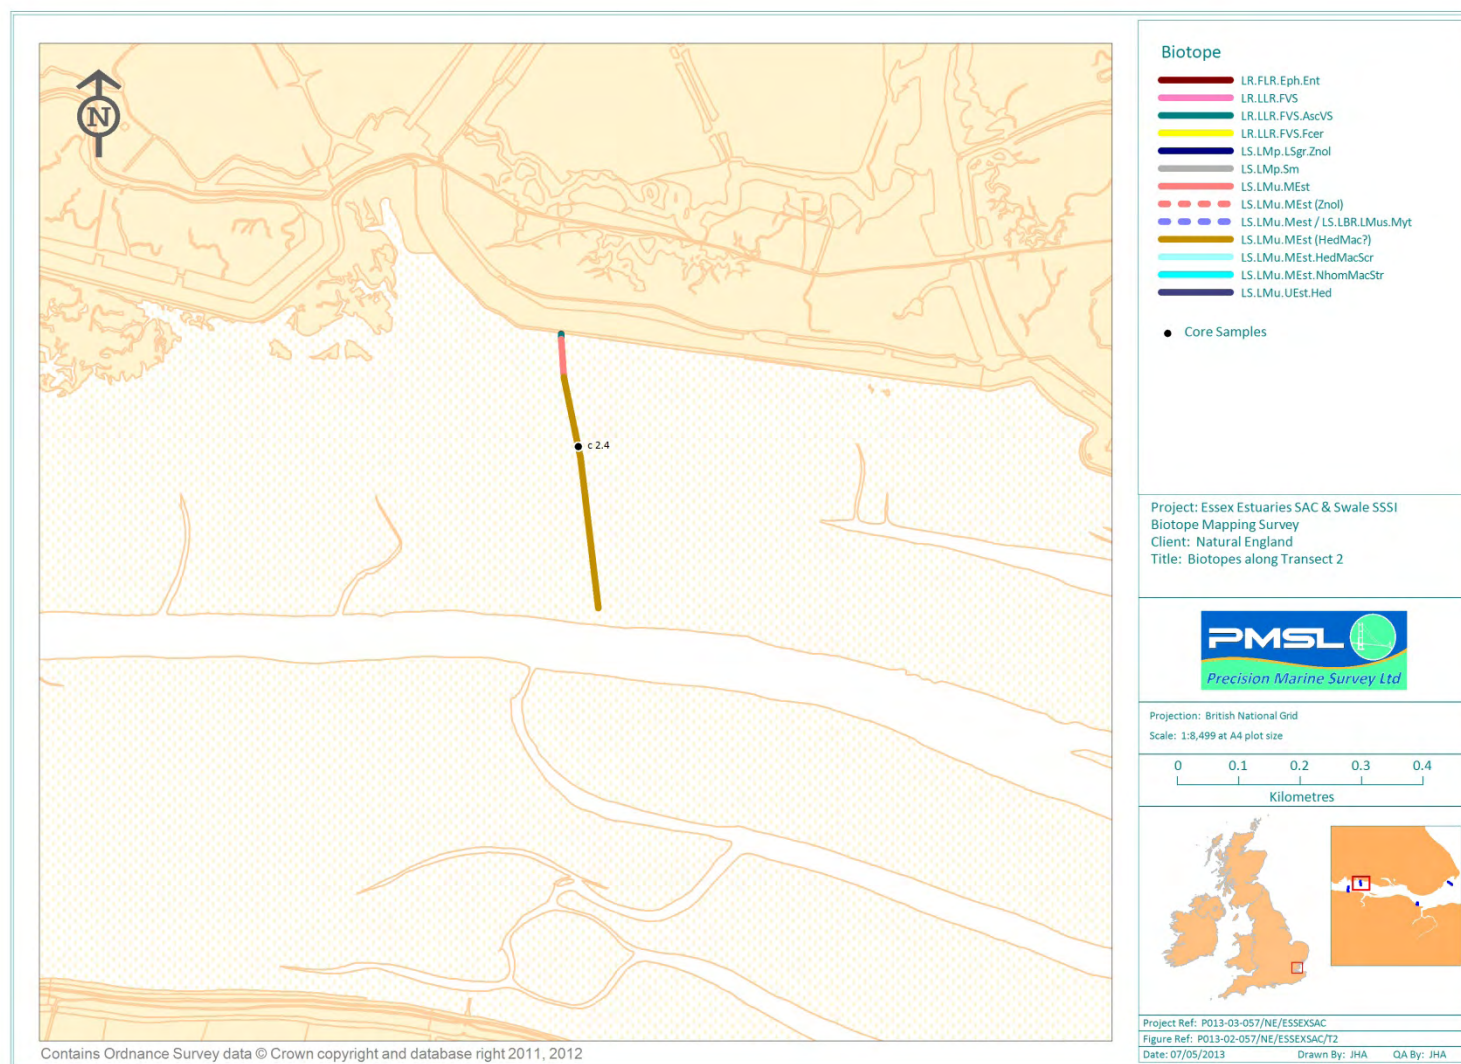 N
c 2.4
Contains Ordnance Survey data © Crown copyright and database right 2011, 2012
Biotope
LR.FLR.Eph.Ent
LR.LLR.FVS
LR.LLR.FVS.AscVS
LR.LLR.FVS.Fcer
LS.LMp.LSgr.Znol
LS.LMp.Sm
LS.LMu.MEst
LS.LMu.MEst (Znol)
LS.LMu.Mest / LS.LBR.LMus.Myt
LS.LMu.MEst (HedMac?)
LS.LMu.MEst.HedMacScr
LS.LMu.MEst.NhomMacStr
LS.LMu.UEst.Hed
Core Samples
Project: Essex Estuaries SAC & Swale SSSI
Biotope Mapping Survey
Client: Natural England
Title: Biotopes along Transect 2
PMSL
Precision Marine Survey Ltd
Projection: British National Grid
Scale: 1:8,499 at A4 plot size
0 0.1 0.2 0.3 0.4
Kilometres
Project Ref: P013-03-057/NE/ESSEXSAC
Figure Ref: P013-02-057/NE/ESSEXSAC/T2
Date: 07/05/2013 Drawn By: JHA QA By: JHA